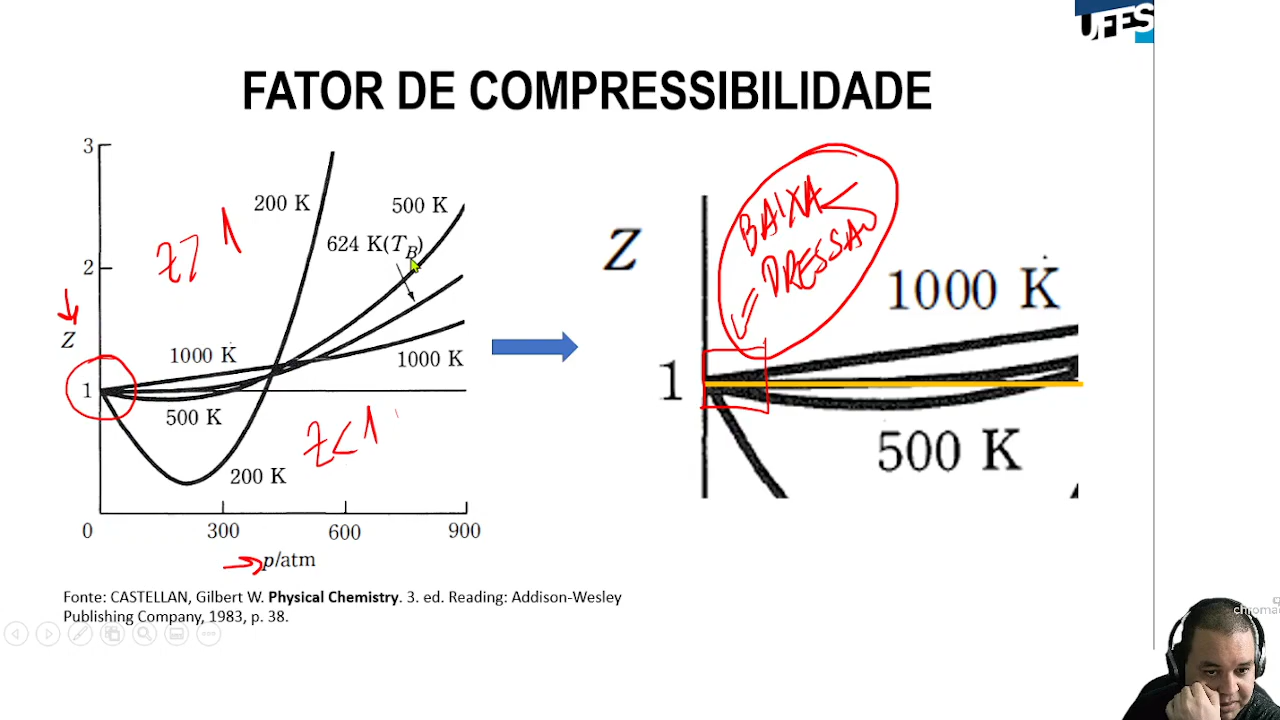 UFES
FATOR DE COMPRESSIBILIDADE
3
200 K
500 K
624 K(T_B)
Z > 1
2
Z
1000 K
1000 K
1
500 K
Z < 1
200 K
0
300
600
900
p/atm
BAIXA
PRESSAO
Z
1000 K
1
500 K
Fonte: CASTELLAN, Gilbert W. Physical Chemistry. 3. ed. Reading: Addison-Wesley
Publishing Company, 1983, p. 38.